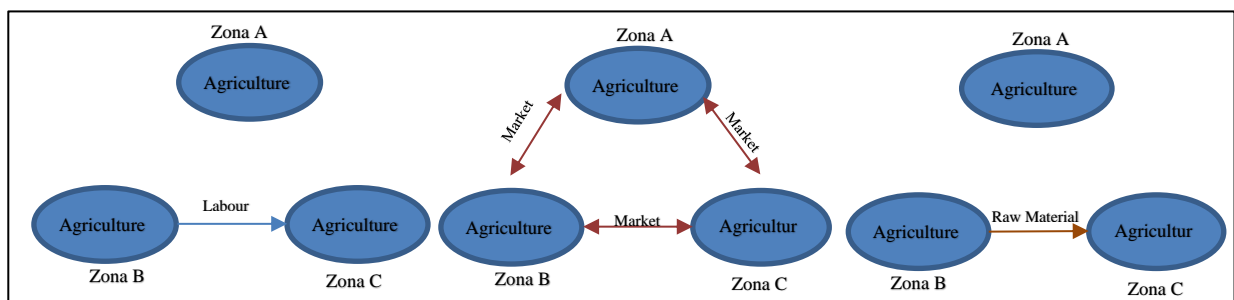 Zona A
Agriculture
Agriculture
Labour
Agriculture
Zona B
Zona C
Zona A
Agriculture
Market
Market
Agriculture
Market
Agricultur
Zona B
Zona C
Zona A
Agriculture
Agriculture
Raw Material
Agricultur
Zona B
Zona C